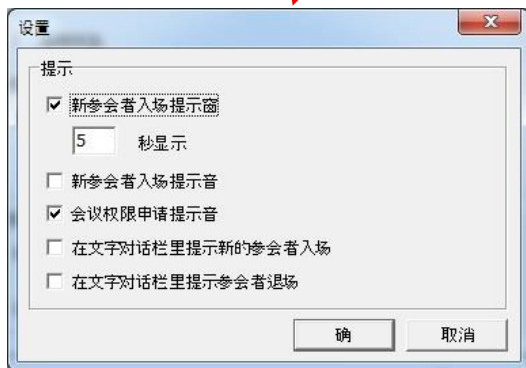 设置
提示
新参会者入场提示窗
5 秒显示
新参会者入场提示音
会议权限申请提示音
在文字对话栏里提示新的参会者入场
在文字对话栏里提示参会者退场
确 取消